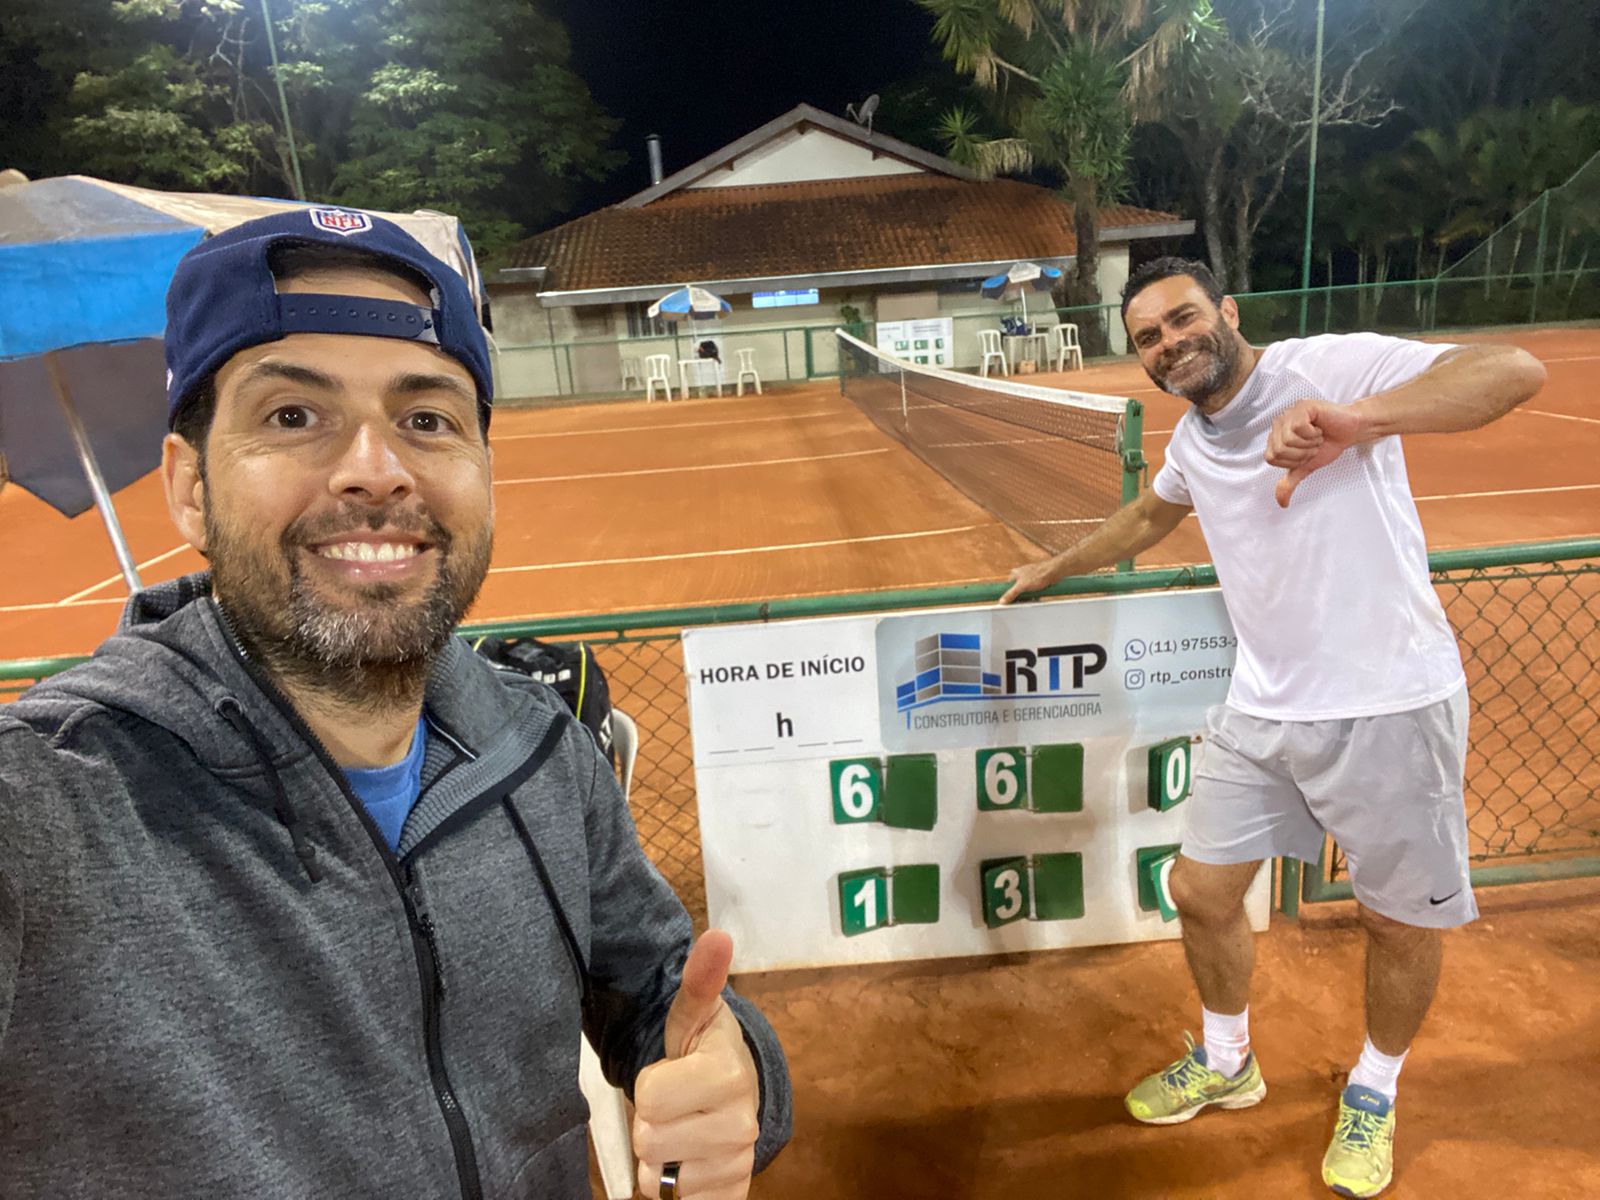 NFL
HORA DE INÍCIO
h
RTP
CONSTRUTORA E GERENCIADORA
(11) 97553-
rtp_constru
6 6 0
1 3